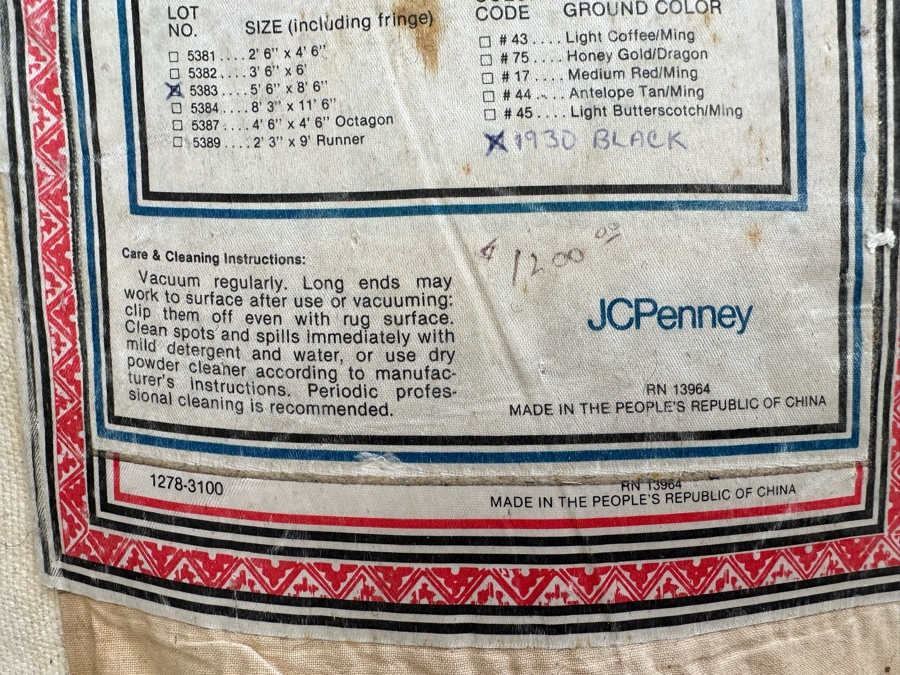 LOT
NO.
SIZE (including fringe)
5381....2' 6" x 4' 6"
5382....3' 6" x 6'
5383....5' 6" x 8' 6"
5384....8' 3" x 11' 6"
5387....4' 6" x 4' 6" Octagon
5389....2' 3" x 9' Runner
CODE
GROUND COLOR
# 43....Light Coffee/Ming
# 75....Honey Gold/Dragon
# 17....Medium Red/Ming
# 44....Antelope Tan/Ming
# 45....Light Butterscotch/Ming
1930 BLACK
Care & Cleaning Instructions:
Vacuum regularly. Long ends may
work to surface after use or vacuuming;
clip them off even with rug surface.
Clean spots and spills immediately with
mild detergent and water, or use dry
powder cleaner according to manufac-
turer's instructions. Periodic profes-
sional cleaning is recommended.
1200 00
JCPenney
RN 13964
MADE IN THE PEOPLE'S REPUBLIC OF CHINA
1278-3100
RN 13964
MADE IN THE PEOPLE'S REPUBLIC OF CHINA